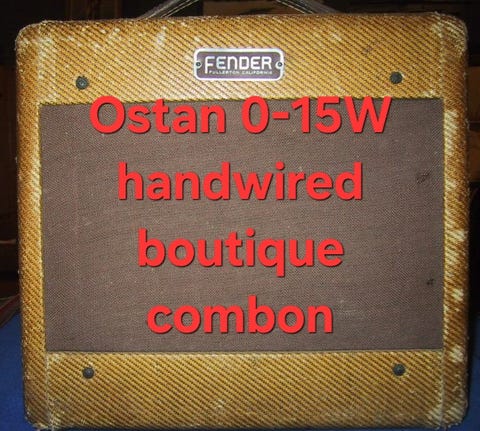 FENDER
FULLERTON CALIFORNIA
Ostan 0-15W
handwired
boutique
combon